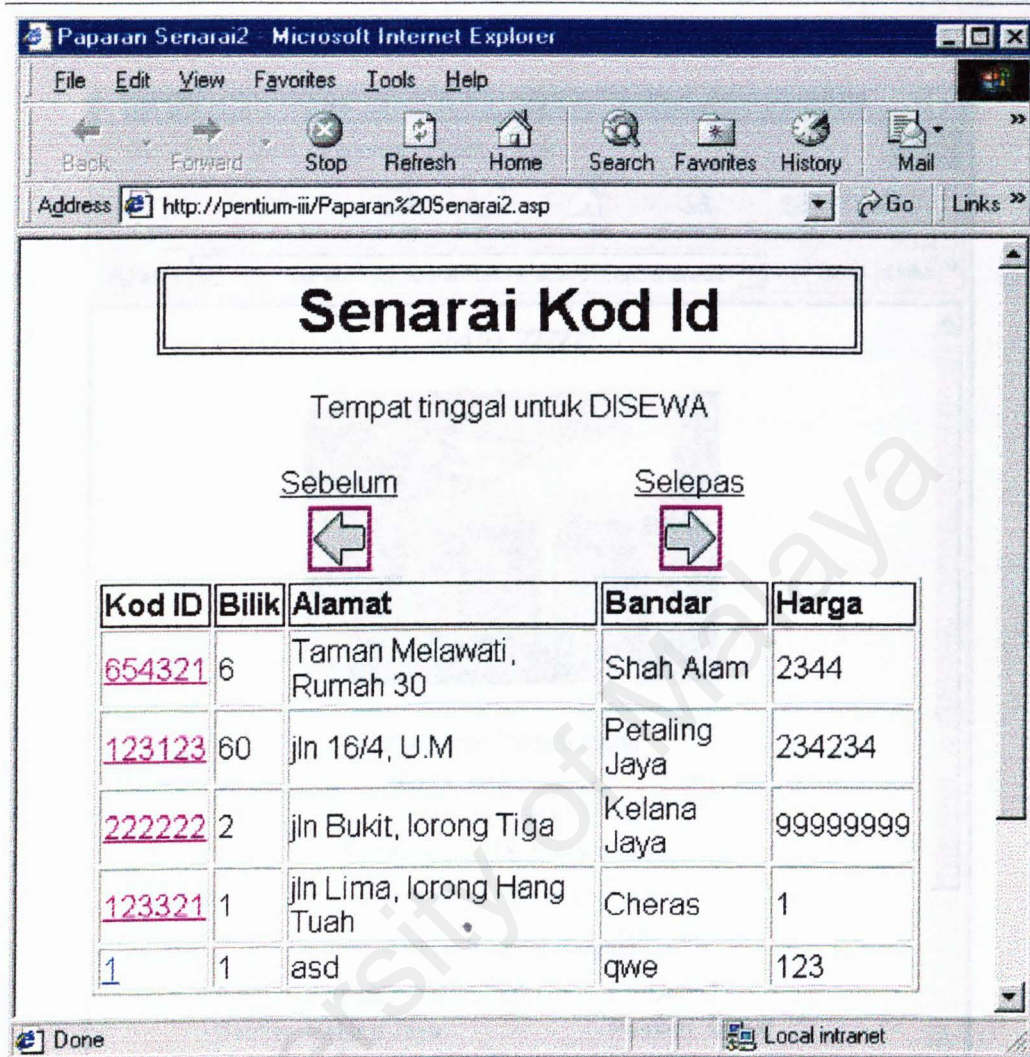 Paparan Senarai2 - Microsoft Internet Explorer
File Edit View Favorites Tools Help
Back Forward Stop Refresh Home Search Favorites History Mail »
Address http://pentium-iii/Paparan%20Senarai2.asp Go Links »
Senarai Kod Id
Tempat tinggal untuk DISEWA
Sebelum Selepas
Kod ID Bilik Alamat Bandar Harga
654321 6 Taman Melawati, Rumah 30 Shah Alam 2344
123123 60 jln 16/4, U.M Petaling Jaya 234234
222222 2 jln Bukit, lorong Tiga Kelana Jaya 99999999
123321 1 jln Lima, lorong Hang Tuah Cheras 1
1 1 asd qwe 123
Done Local intranet
University of Malaya